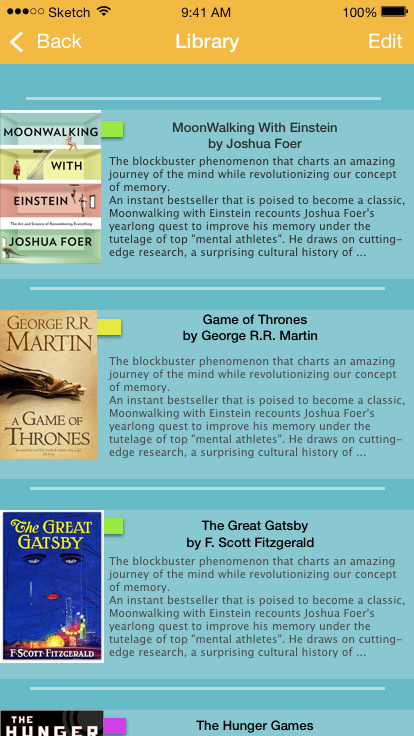 Sketch 9:41 AM 100%
Back Library Edit
MOONWALKING
WITH
EINSTEIN
The Art and Science of Remembering Everything
JOSHUA FOER
MoonWalking With Einstein
by Joshua Foer
The blockbuster phenomenon that charts an amazing
journey of the mind while revolutionizing our concept
of memory.
An instant bestseller that is poised to become a classic,
Moonwalking with Einstein recounts Joshua Foer's
yearlong quest to improve his memory under the
tutelage of top "mental athletes". He draws on cutting-
edge research, a surprising cultural history of ...
GEORGE R.R.
MARTIN
A GAME OF
THRONES
Game of Thrones
by George R.R. Martin
The blockbuster phenomenon that charts an amazing
journey of the mind while revolutionizing our concept
of memory.
An instant bestseller that is poised to become a classic,
Moonwalking with Einstein recounts Joshua Foer's
yearlong quest to improve his memory under the
tutelage of top "mental athletes". He draws on cutting-
edge research, a surprising cultural history of ...
The GREAT
GATSBY
F·SCOTT·FITZGERALD
The Great Gatsby
by F. Scott Fitzgerald
The blockbuster phenomenon that charts an amazing
journey of the mind while revolutionizing our concept
of memory.
An instant bestseller that is poised to become a classic,
Moonwalking with Einstein recounts Joshua Foer's
yearlong quest to improve his memory under the
tutelage of top "mental athletes". He draws on cutting-
edge research, a surprising cultural history of ...
THE
HUNGER
The Hunger Games